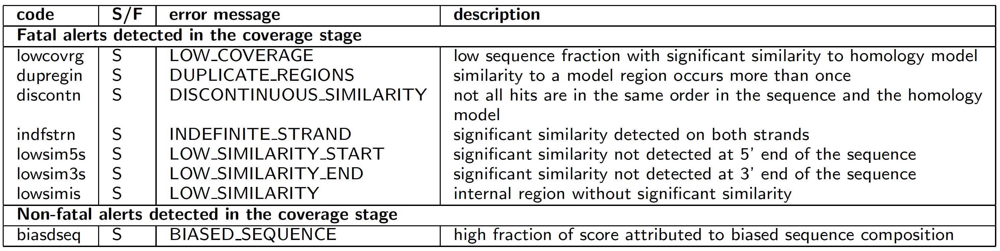 code S/F error message description
Fatal alerts detected in the coverage stage
lowcovrg S LOW_COVERAGE low sequence fraction with significant similarity to homology model
dupregin S DUPLICATE_REGIONS similarity to a model region occurs more than once
discontn S DISCONTINUOUS_SIMILARITY not all hits are in the same order in the sequence and the homology
model
indfstrn S INDEFINITE_STRAND significant similarity detected on both strands
lowsim5s S LOW_SIMILARITY_START significant similarity not detected at 5' end of the sequence
lowsim3s S LOW_SIMILARITY_END significant similarity not detected at 3' end of the sequence
lowsimis S LOW_SIMILARITY internal region without significant similarity
Non-fatal alerts detected in the coverage stage
biasdseq S BIASED_SEQUENCE high fraction of score attributed to biased sequence composition